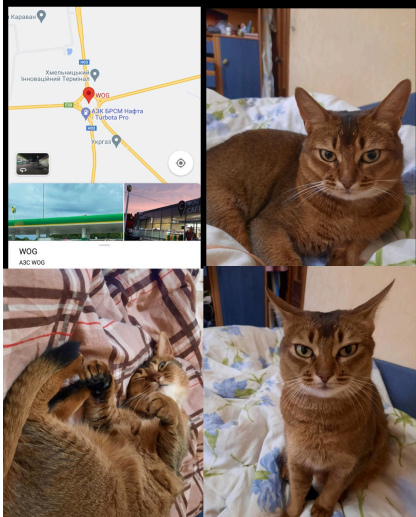 Караван
Хмельницький
Інноваційний Термінал
WOG
АЗК БРСМ Нафта
Turbota Pro
Укргаз
WOG
АЗС WOG